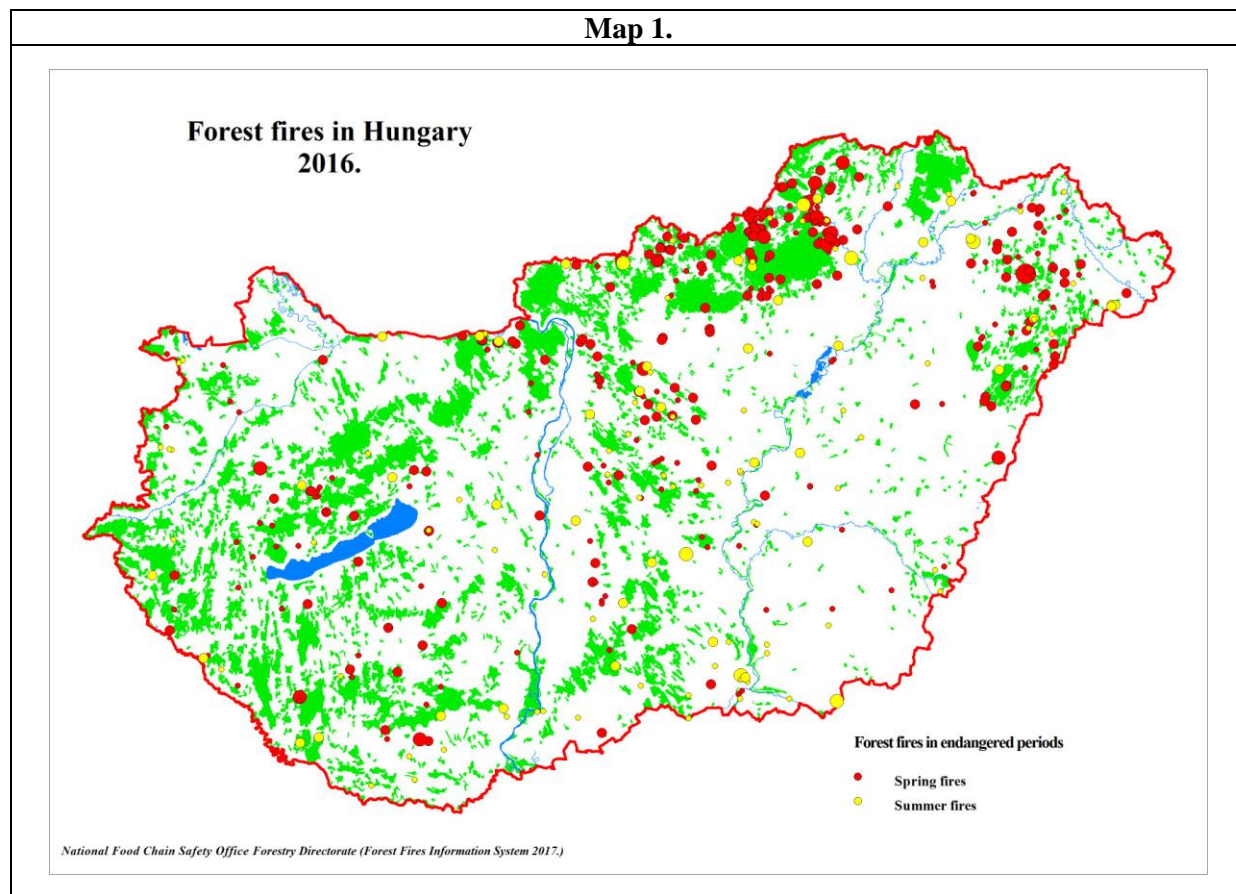 Map 1.
Forest fires in Hungary
2016.
Forest fires in endangered periods
Spring fires
Summer fires
National Food Chain Safety Office Forestry Directorate (Forest Fires Information System 2017.)